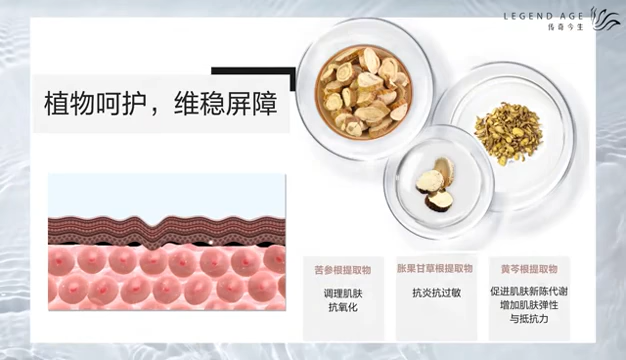 LEGEND AGE
传奇今生
植物呵护，维稳屏障
苦参根提取物
调理肌肤
抗氧化
胀果甘草根提取物
抗炎抗过敏
黄芩根提取物
促进肌肤新陈代谢
增加肌肤弹性
与抵抗力